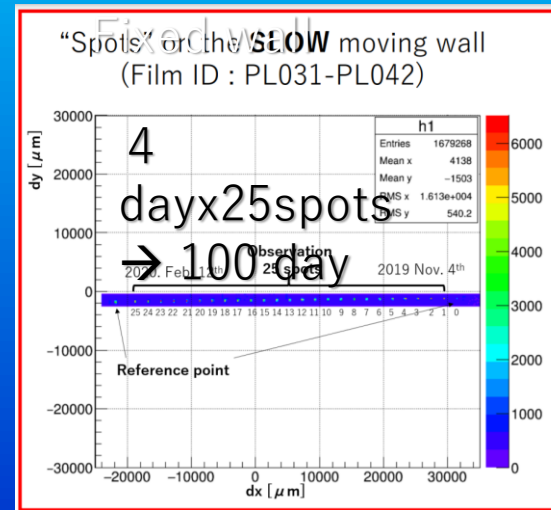 Fixed wall
“Spots” on the SLOW moving wall
(Film ID : PL031-PL042)
h1
Entries 1679268
Mean x 4138
Mean y −1503
RMS x 1.613e+004
RMS y 540.2
4
dayx25spots
→ 100 day
Observation
25 spots
2020. Feb. 12th
2019 Nov. 4th
25 24 23 22 21 20 19 18 17 16 15 14 13 12 11 10 9 8 7 6 5 4 3 2 1 0
Reference point
dy [μm]
30000
20000
10000
0
−10000
−20000
−30000
−20000 −10000 0 10000 20000 30000
dx [μm]
6000
5000
4000
3000
2000
1000
0